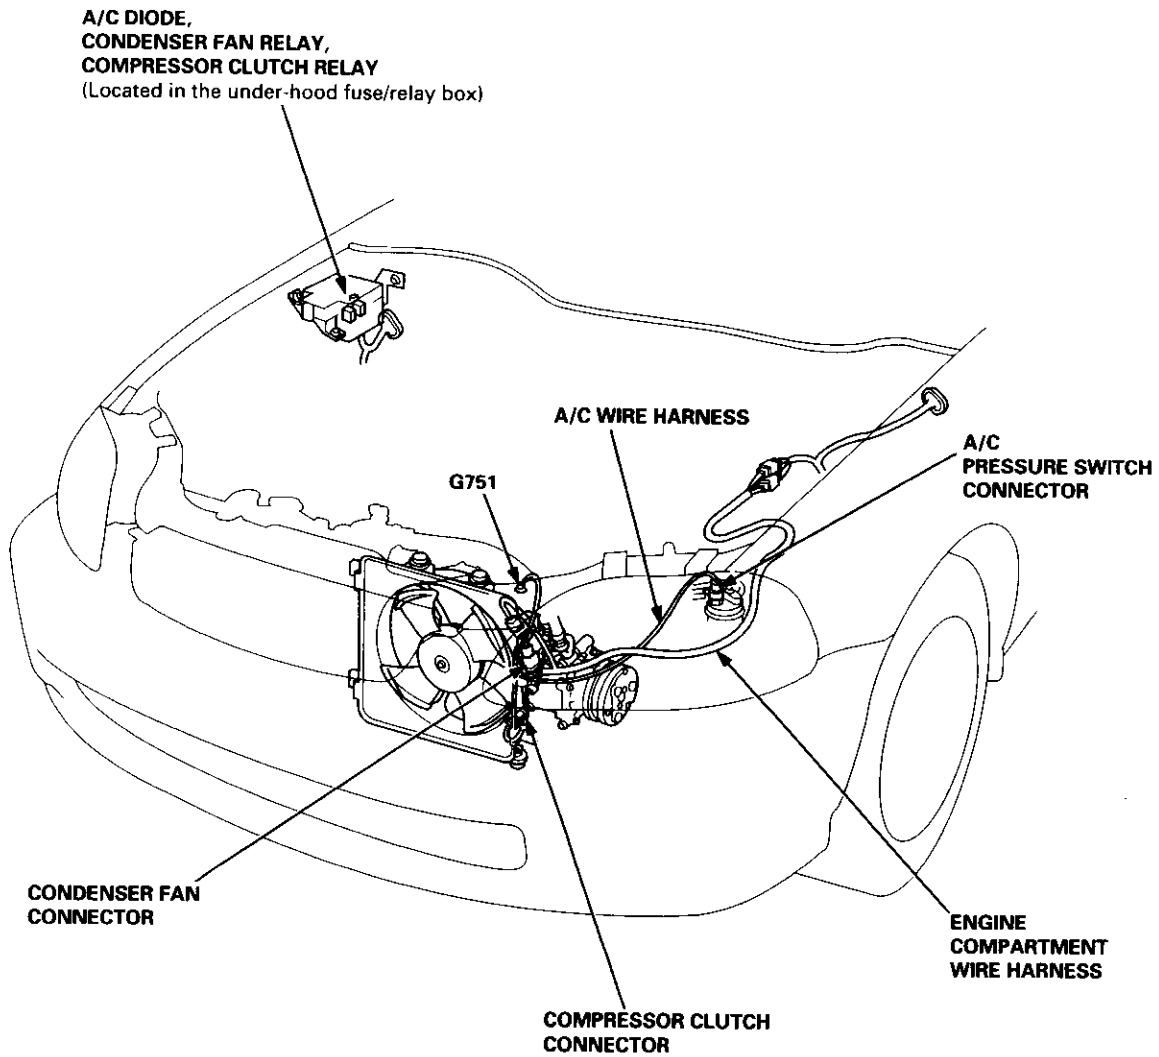 A/C DIODE,
CONDENSER FAN RELAY,
COMPRESSOR CLUTCH RELAY
(Located in the under-hood fuse/relay box)
A/C WIRE HARNESS
A/C
PRESSURE SWITCH
CONNECTOR
G751
CONDENSER FAN
CONNECTOR
ENGINE
COMPARTMENT
WIRE HARNESS
COMPRESSOR CLUTCH
CONNECTOR